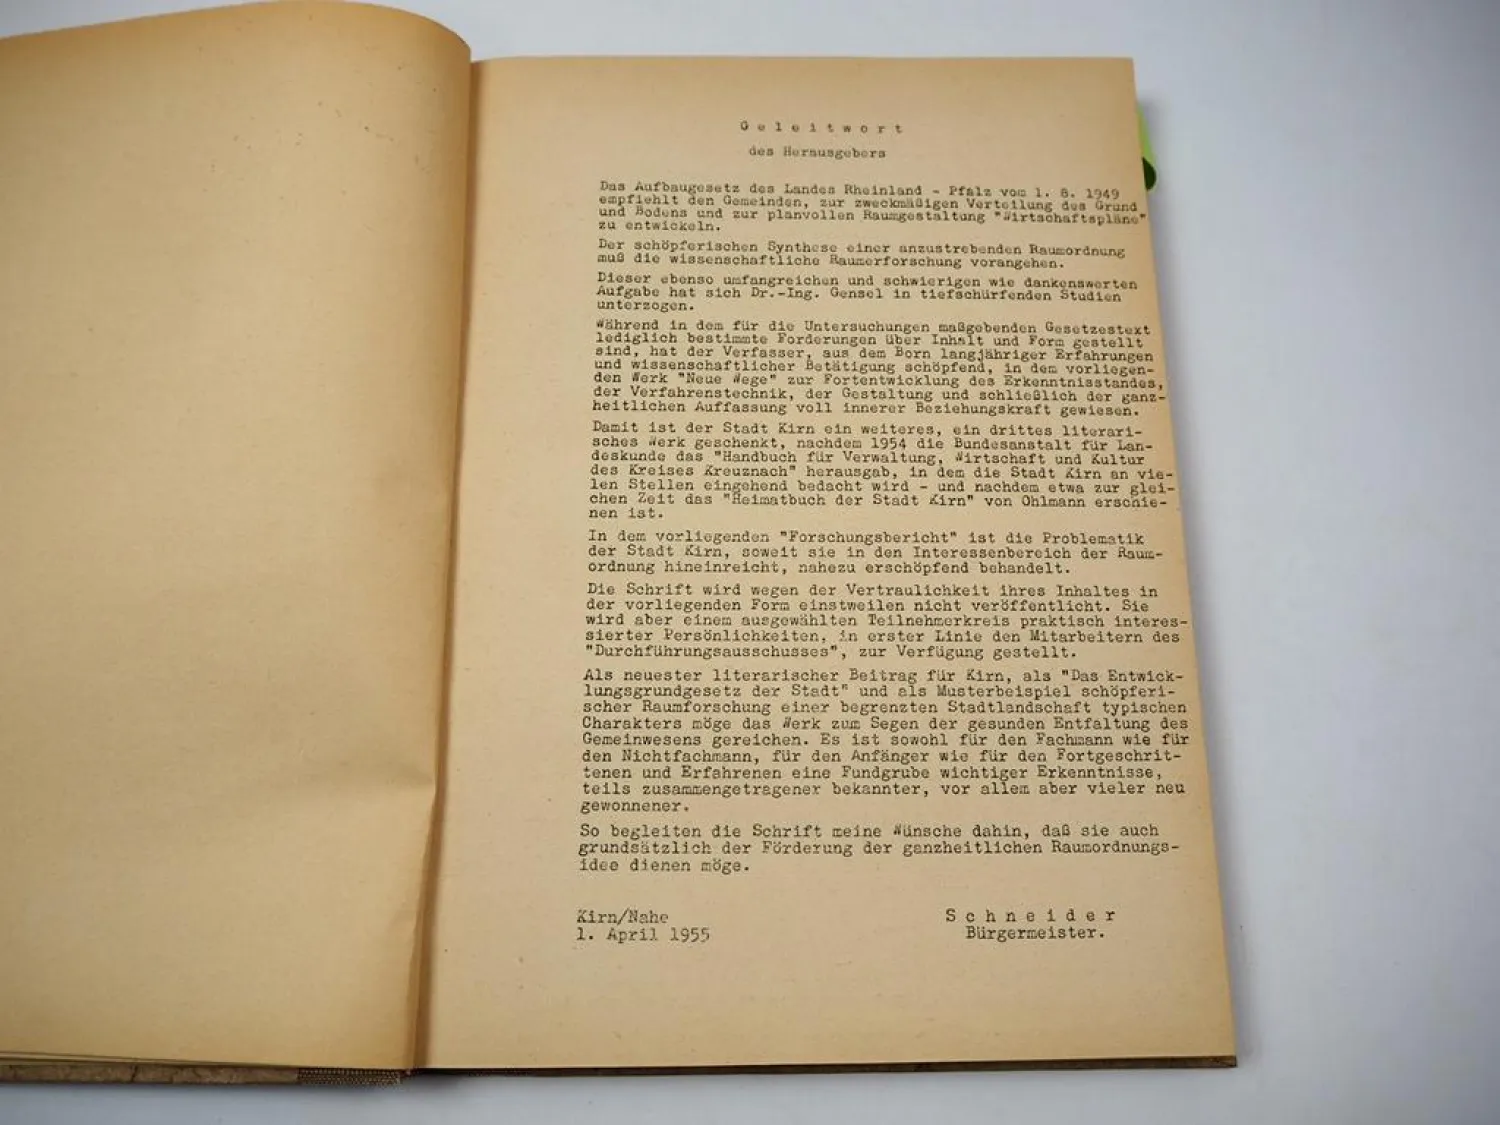 G e l e i t w o r t
des Herausgebers
Das Aufbaugesetz des Landes Rheinland - Pfalz vom 1. 8. 1949
empfiehlt den Gemeinden, zur zweckmäßigen Verteilung des Grund
und Bodens und zur planvollen Raumgestaltung "Wirtschaftspläne"
zu entwickeln.
Der schöpferischen Synthese einer anzustrebenden Raumordnung
muß die wissenschaftliche Raumerforschung vorangehen.
Dieser ebenso umfangreichen und schwierigen wie dankenswerten
Aufgabe hat sich Dr.-Ing. Gensel in tiefschürfenden Studien
unterzogen.
Während in dem für die Untersuchungen maßgebenden Gesetzestext
lediglich bestimmte Forderungen über Inhalt und Form gestellt
sind, hat der Verfasser, aus dem Born langjähriger Erfahrungen
und wissenschaftlicher Betätigung schöpfend, in dem vorliegen-
den Werk "Neue Wege" zur Fortentwicklung des Erkenntnisstandes,
der Verfahrenstechnik, der Gestaltung und schließlich der ganz-
heitlichen Auffassung voll innerer Beziehungskraft gewiesen.
Damit ist der Stadt Kirn ein weiteres, ein drittes literari-
sches Werk geschenkt, nachdem 1954 die Bundesanstalt für Lan-
deskunde das "Handbuch für Verwaltung, Wirtschaft und Kultur
des Kreises Kreuznach" herausgab, in dem die Stadt Kirn an vie-
len Stellen eingehend bedacht wird - und nachdem etwa zur glei-
chen Zeit das "Heimatbuch der Stadt Kirn" von Ohlmann erschie-
nen ist.
In dem vorliegenden "Forschungsbericht" ist die Problematik
der Stadt Kirn, soweit sie in den Interessenbereich der Raum-
ordnung hineinreicht, nahezu erschöpfend behandelt.
Die Schrift wird wegen der Vertraulichkeit ihres Inhaltes in
der vorliegenden Form einstweilen nicht veröffentlicht. Sie
wird aber einem ausgewählten Teilnehmerkreis praktisch interes-
sierter Persönlichkeiten, in erster Linie den Mitarbeitern des
"Durchführungsausschusses", zur Verfügung gestellt.
Als neuester literarischer Beitrag für Kirn, als "Das Entwick-
lungsgrundgesetz der Stadt" und als Musterbeispiel schöpferi-
scher Raumforschung einer begrenzten Stadtlandschaft typischen
Charakters möge das Werk zum Segen der gesunden Entfaltung des
Gemeinwesens gereichen. Es ist sowohl für den Fachmann wie für
den Nichtfachmann, für den Anfänger wie für den Fortgeschrit-
tenen und Erfahrenen eine Fundgrube wichtiger Erkenntnisse,
teils zusammengetragener bekannter, vor allem aber vieler neu
gewonnener.
So begleiten die Schrift meine Wünsche dahin, daß sie auch
grundsätzlich der Förderung der ganzheitlichen Raumordnungs-
idee dienen möge.
Kirn/Nahe S c h n e i d e r
1. April 1955 Bürgermeister.